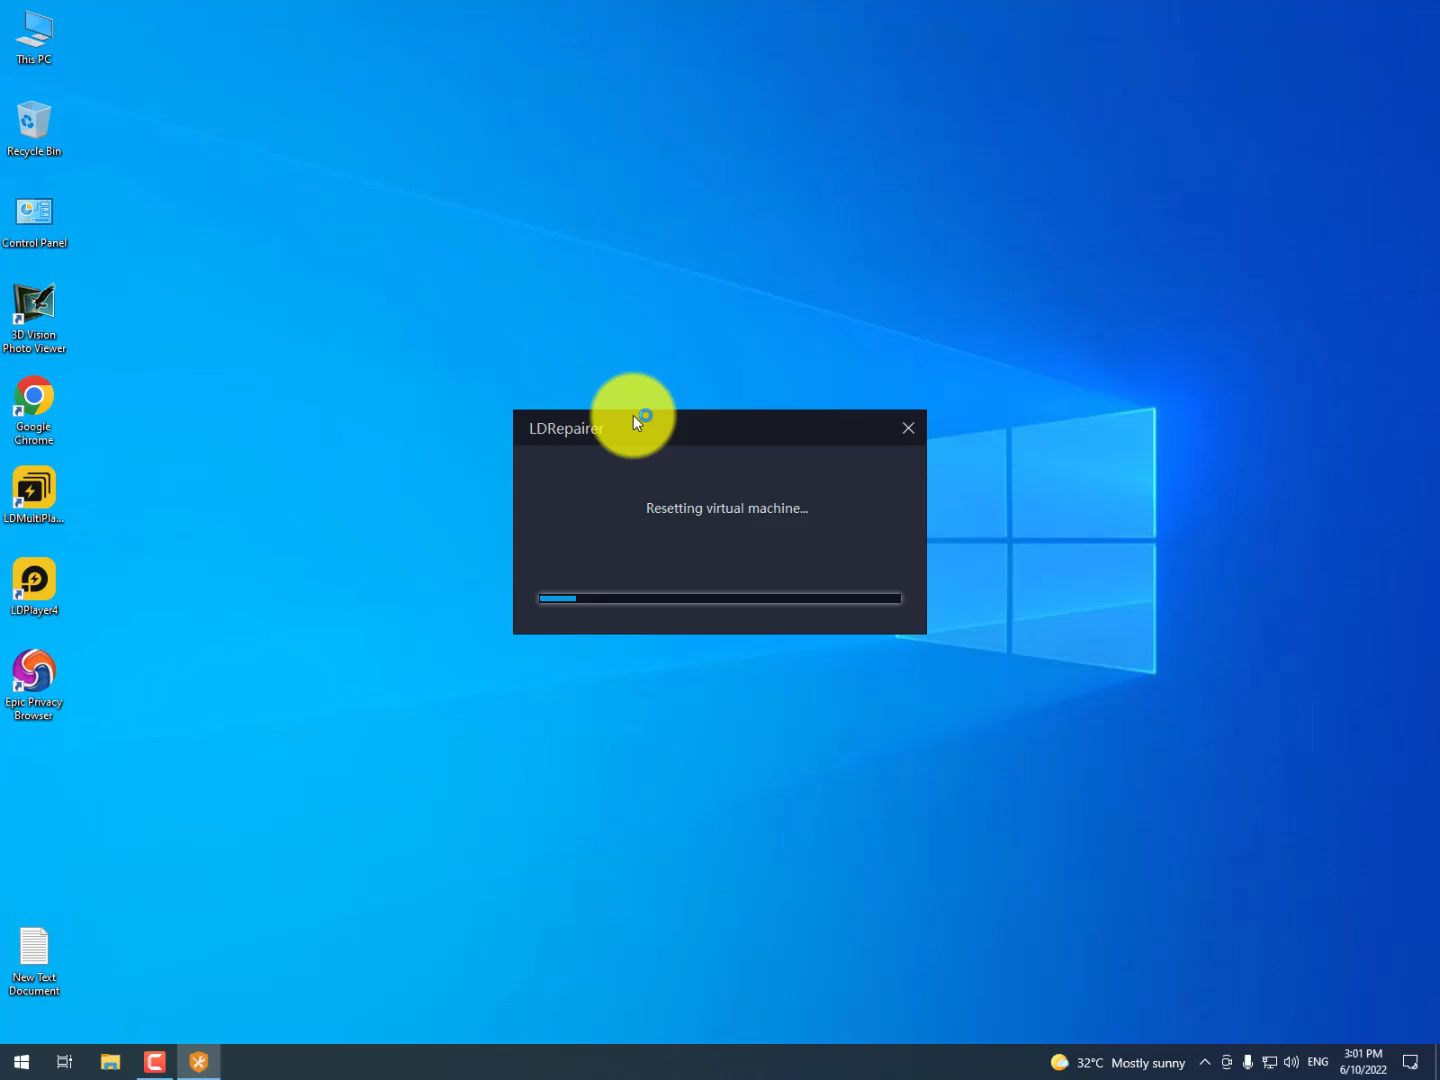 This PC
Recycle Bin
Control Panel
3D Vision
Photo Viewer
Google
Chrome
LDMultiPla...
LDPlayer4
Epic Privacy
Browser
New Text
Document
LDRepairer
Resetting virtual machine...
32°C Mostly sunny
ENG
3:01 PM
6/10/2022